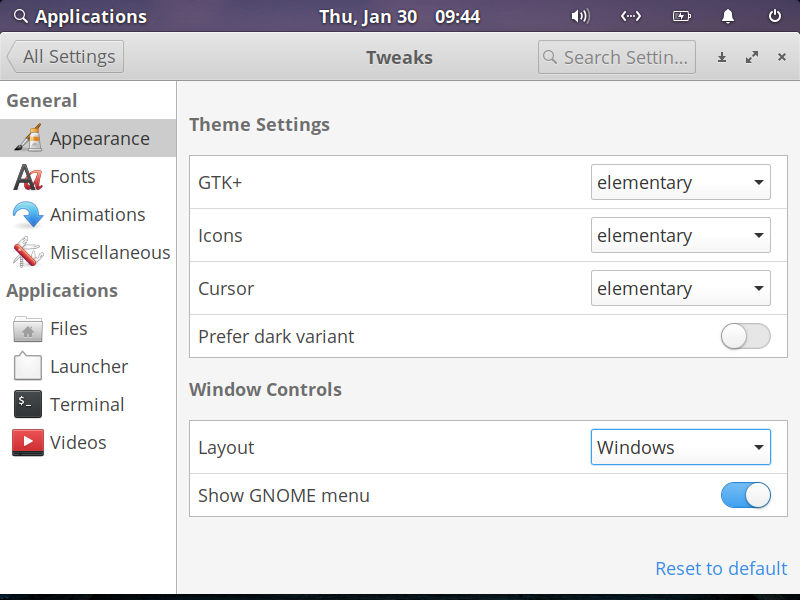 Applications
Thu, Jan 30 09:44
All Settings
Tweaks
Search Settin...
General
Appearance
Fonts
Animations
Miscellaneous
Applications
Files
Launcher
Terminal
Videos
Theme Settings
GTK+ elementary
Icons elementary
Cursor elementary
Prefer dark variant
Window Controls
Layout Windows
Show GNOME menu
Reset to default